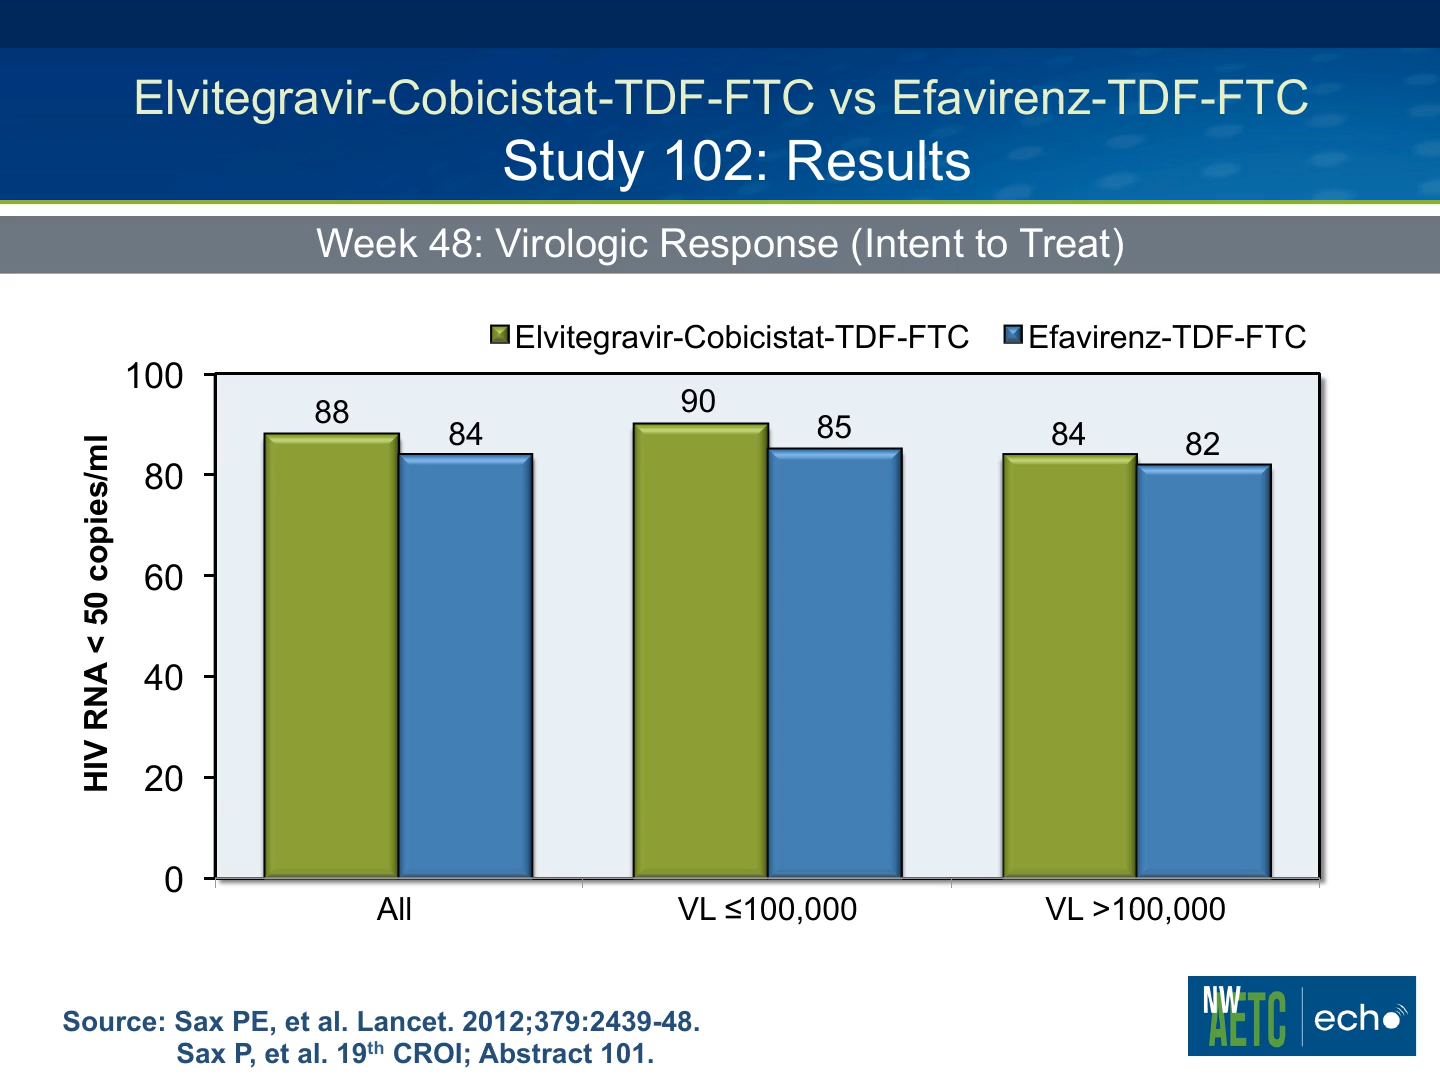 Elvitegravir-Cobicistat-TDF-FTC vs Efavirenz-TDF-FTC
Study 102: Results
Week 48: Virologic Response (Intent to Treat)
Elvitegravir-Cobicistat-TDF-FTC Efavirenz-TDF-FTC
HIV RNA < 50 copies/ml
100
80
60
40
20
0
88 84 90 85 84 82
All VL ≤100,000 VL >100,000
Source: Sax PE, et al. Lancet. 2012;379:2439-48.
Sax P, et al. 19th CROI; Abstract 101.
NW
AETC
echo